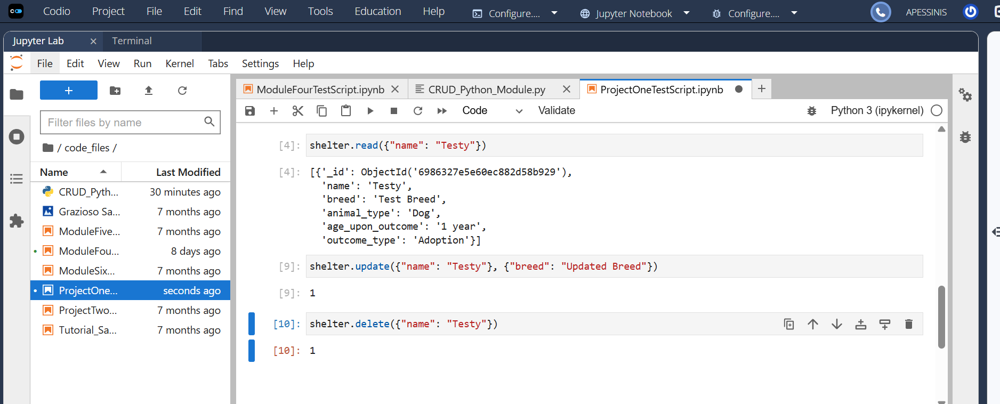 Codio Project File Edit Find View Tools Education Help Configure.... Jupyter Notebook Configure.... APESSINIS
Jupyter Lab Terminal
File Edit View Run Kernel Tabs Settings Help
ModuleFourTestScript.ipynb CRUD_Python_Module.py ProjectOneTestScript.ipynb
Code Validate Python 3 (ipykernel)
Filter files by name
/ code_files /
Name Last Modified
CRUD_Pyth... 30 minutes ago
Grazioso Sa... 7 months ago
ModuleFive... 7 months ago
ModuleFou... 8 days ago
ModuleSix... 7 months ago
ProjectOne... seconds ago
ProjectTwo... 7 months ago
Tutorial_Sa... 7 months ago
[4]: shelter.read({"name": "Testy"})
[4]: [{'_id': ObjectId('6986327e5e60ec882d58b929'),
'name': 'Testy',
'breed': 'Test Breed',
'animal_type': 'Dog',
'age_upon_outcome': '1 year',
'outcome_type': 'Adoption'}]
[9]: shelter.update({"name": "Testy"}, {"breed": "Updated Breed"})
[9]: 1
[10]: shelter.delete({"name": "Testy"})
[10]: 1